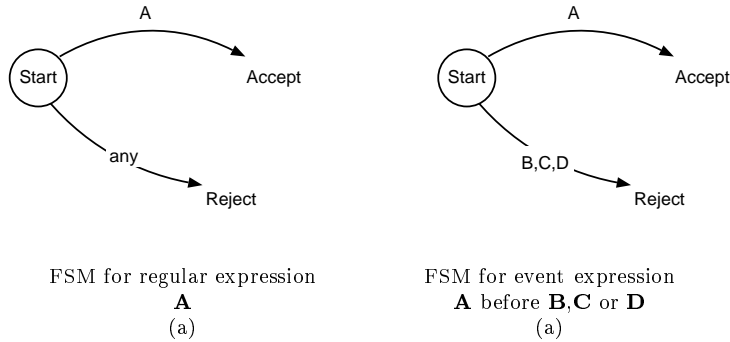 A
Start
Accept
any
Reject
FSM for regular expression
A
(a)
A
Start
Accept
B,C,D
Reject
FSM for event expression
A before B,C or D
(a)